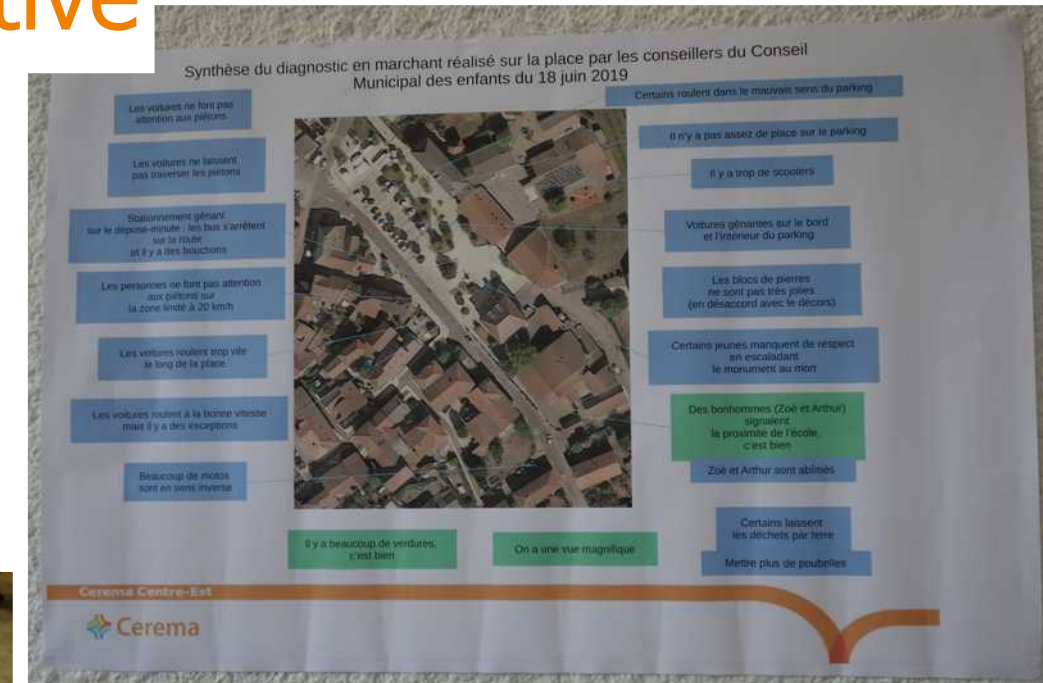 tive
Synthèse du diagnostic en marchant réalisé sur la place par les conseillers du Conseil
Municipal des enfants du 18 juin 2019
Les voitures ne font pas
attention aux piétons
Les voitures ne laissent
pas traverser les piétons
Stationnement gênant
sur le dépose-minute : les bus s'arrêtent
sur la route
et il y a des bouchons
Les personnes ne font pas attention
aux piétons sur
la zone limité à 20 km/h
Les voitures roulent trop vite
le long de la place
Les voitures roulent à la bonne vitesse
mais il y a des exceptions
Beaucoup de motos
sont en sens inverse
Certains roulent dans le mauvais sens du parking
Il n'y a pas assez de place sur le parking
Il y a trop de scooters
Voitures gênantes sur le bord
et l'intérieur du parking
Les blocs de pierres
ne sont pas très jolies
(en désaccord avec le décors)
Certains jeunes manquent de respect
en escaladant
le monument au mort
Des bonhommes (Zoé et Arthur)
signalent
la proximité de l'école,
c'est bien
Zoé et Arthur sont abîmés
Certains laissent
les déchets par terre
Mettre plus de poubelles
Il y a beaucoup de verdures,
c'est bien
On a une vue magnifique
Cerema Centre-Est
Cerema